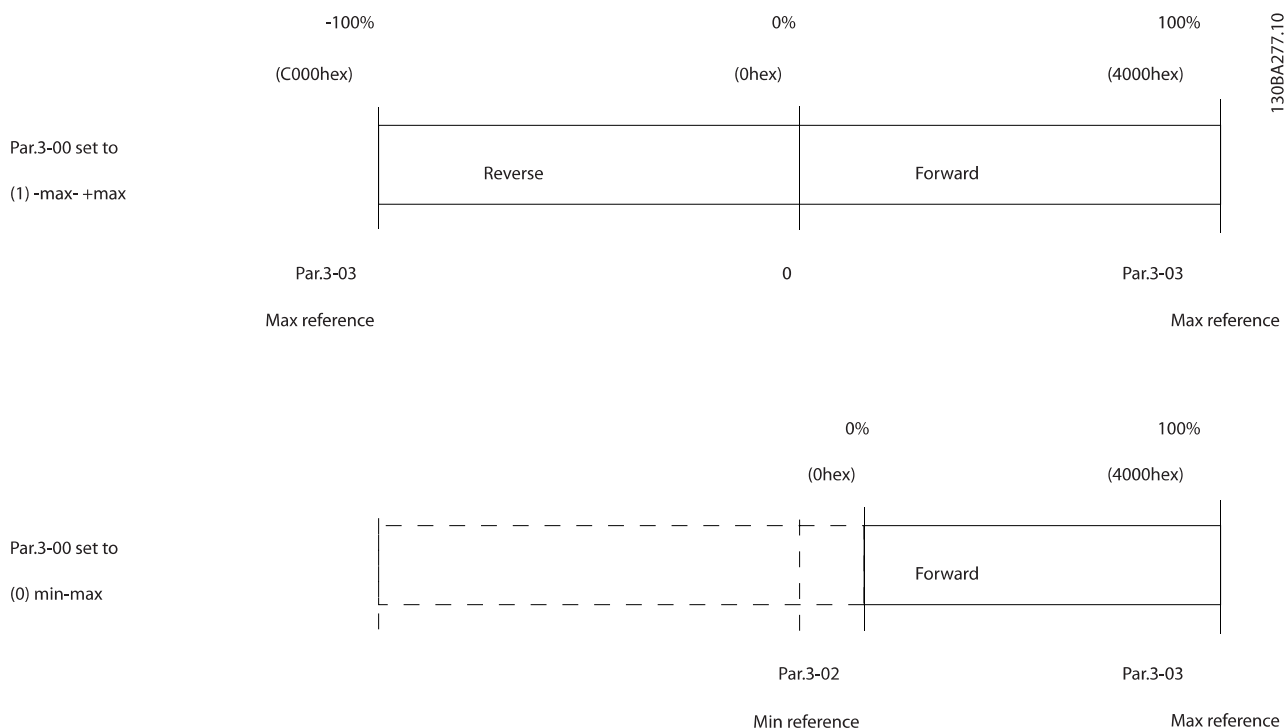 -100% 0% 100%
(C000hex) (0hex) (4000hex)
130BA277.10
Par.3-00 set to
(1) -max- +max
Reverse Forward
Par.3-03 0 Par.3-03
Max reference Max reference
0% 100%
(0hex) (4000hex)
Par.3-00 set to
(0) min-max
Forward
Par.3-02 Par.3-03
Min reference Max reference